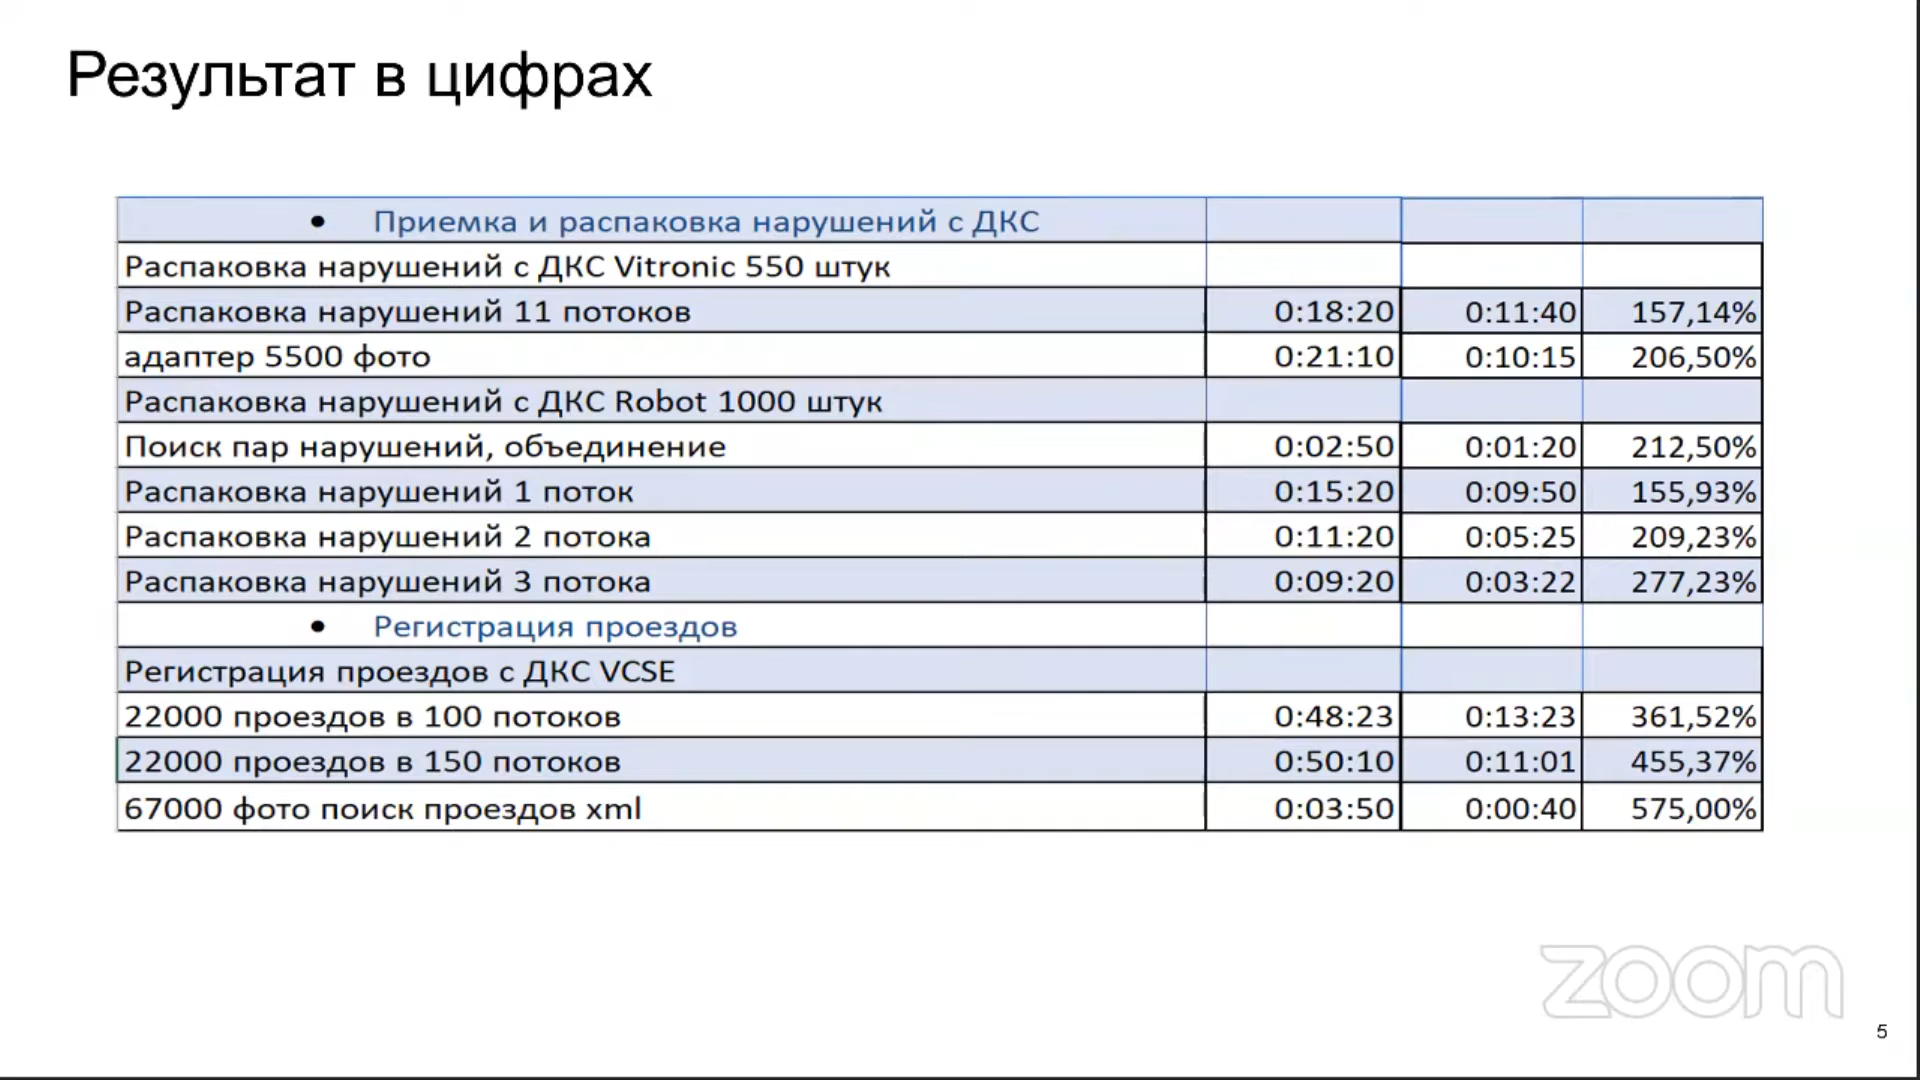 Результат в цифрах
• Приемка и распаковка нарушений с ДКС
Распаковка нарушений с ДКС Vitronic 550 штук
Распаковка нарушений 11 потоков 0:18:20 0:11:40 157,14%
адаптер 5500 фото 0:21:10 0:10:15 206,50%
Распаковка нарушений с ДКС Robot 1000 штук
Поиск пар нарушений, объединение 0:02:50 0:01:20 212,50%
Распаковка нарушений 1 поток 0:15:20 0:09:50 155,93%
Распаковка нарушений 2 потока 0:11:20 0:05:25 209,23%
Распаковка нарушений 3 потока 0:09:20 0:03:22 277,23%
• Регистрация проездов
Регистрация проездов с ДКС VCSE
22000 проездов в 100 потоков 0:48:23 0:13:23 361,52%
22000 проездов в 150 потоков 0:50:10 0:11:01 455,37%
67000 фото поиск проездов xml 0:03:50 0:00:40 575,00%
zoom
5